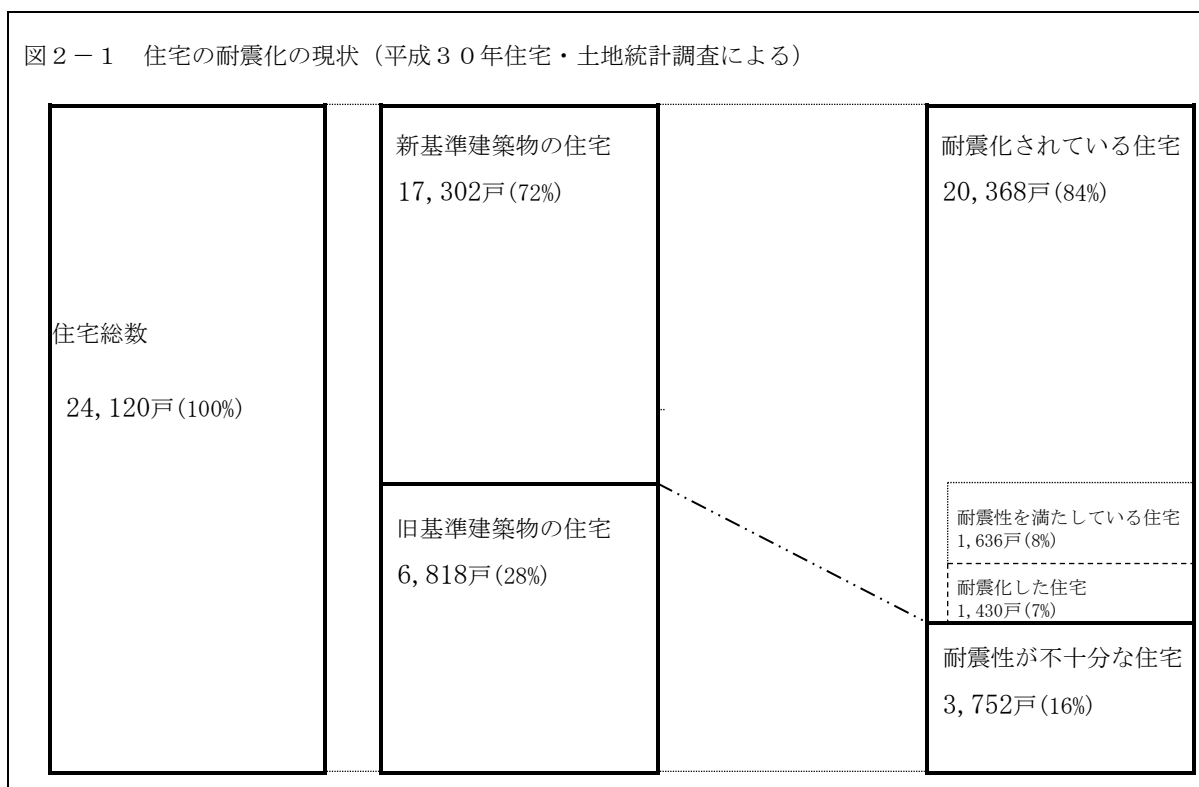 図２－１　住宅の耐震化の現状（平成３０年住宅・土地統計調査による）
住宅総数
24,120戸(100%)
新基準建築物の住宅
17,302戸(72%)
旧基準建築物の住宅
6,818戸(28%)
耐震化されている住宅
20,368戸(84%)
耐震性を満たしている住宅
1,636戸(8%)
耐震化した住宅
1,430戸(7%)
耐震性が不十分な住宅
3,752戸(16%)